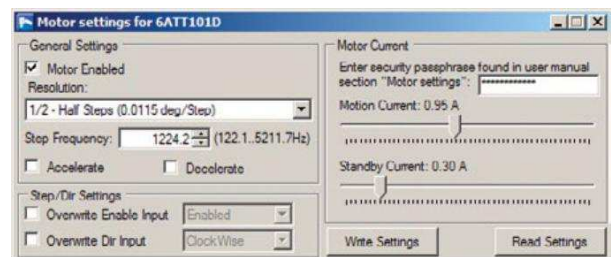 Motor settings for 6ATT101D
General Settings
Motor Enabled
Resolution:
1/2 - Half Steps (0.0115 deg/Step)
Step Frequency: 1224.2 (122.1..5211.7Hz)
Accelerate Decelerate
Step/Dir Settings
Overwrite Enable Input Enabled
Overwrite Dir Input ClockWise
Motor Current
Enter security passphrase found in user manual
section "Motor settings": ************
Motion Current: 0.95 A
Standby Current: 0.30 A
Write Settings Read Settings